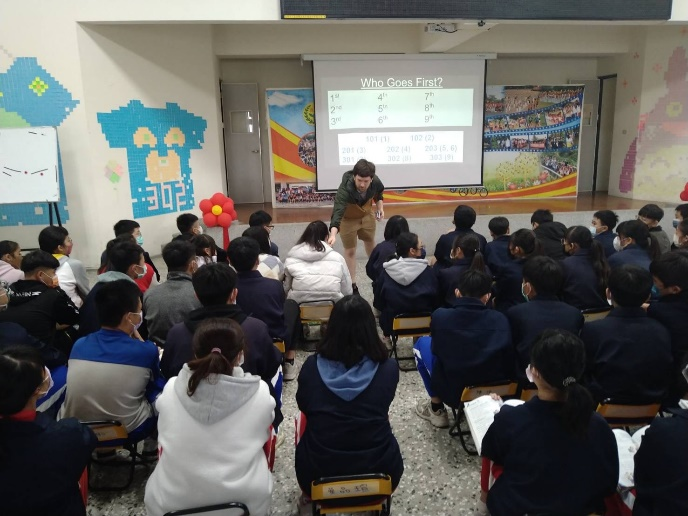 Who Goes First?
1st 4th 7th
2nd 5th 8th
3rd 6th 9th
101 (1) 102 (2)
201 (3) 202 (4) 203 (5, 6)
301 302 (8) 303 (9)
302